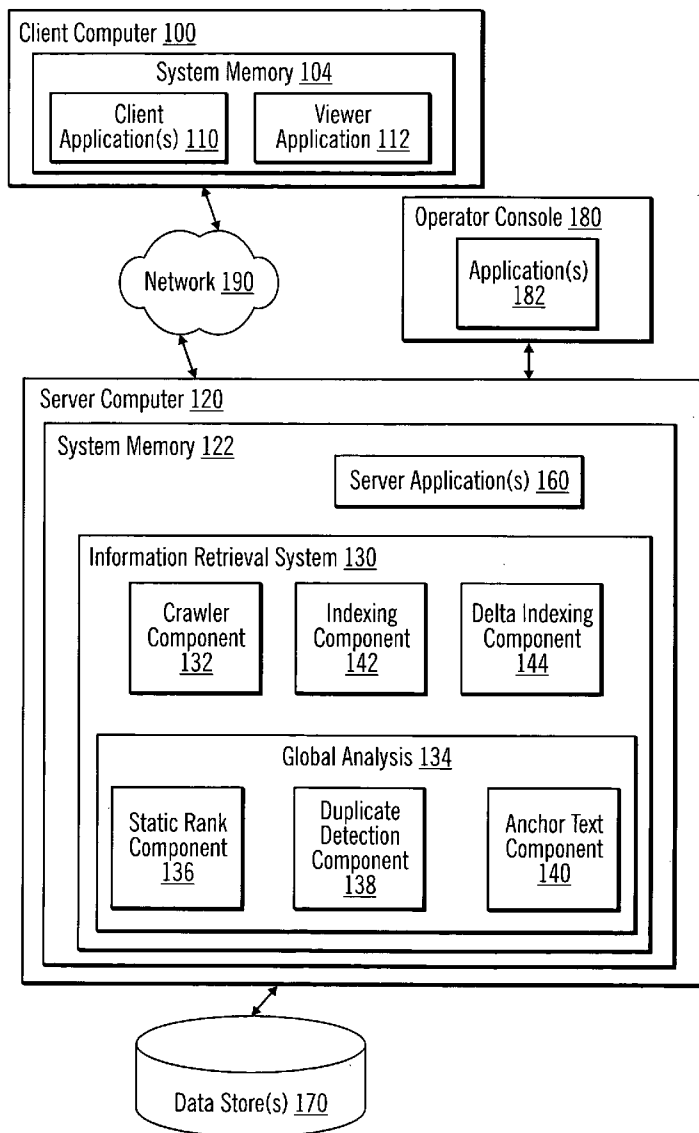 Client Computer 100
System Memory 104
Client
Application(s) 110
Viewer
Application 112
Operator Console 180
Application(s)
182
Network 190
Server Computer 120
System Memory 122
Server Application(s) 160
Information Retrieval System 130
Crawler
Component
132
Indexing
Component
142
Delta Indexing
Component
144
Global Analysis 134
Static Rank
Component
136
Duplicate
Detection
Component
138
Anchor Text
Component
140
Data Store(s) 170